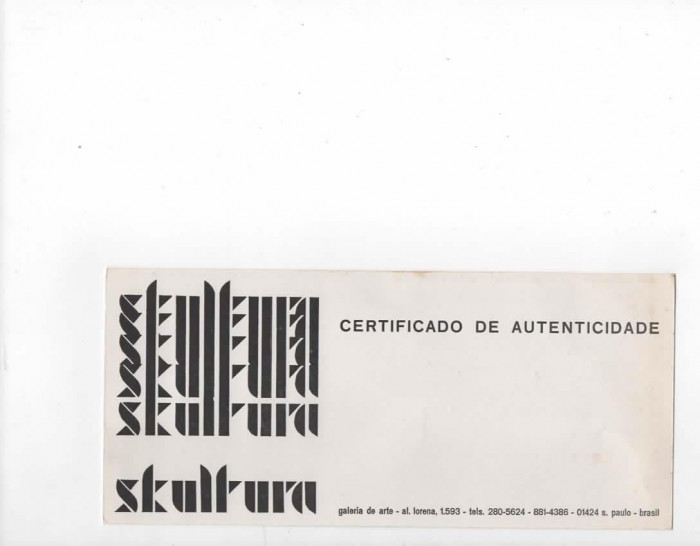 skultura
skultura
CERTIFICADO DE AUTENTICIDADE
galeria de arte - al. lorena, 1.593 - tels. 280-5624 - 881-4386 - 01424 s. paulo - brasil